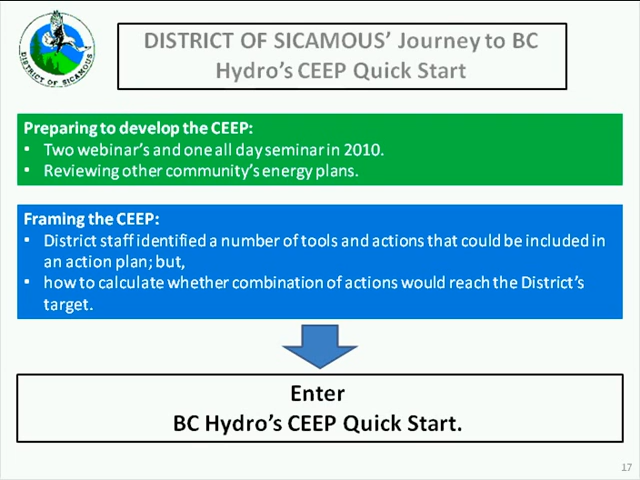 DISTRICT OF SICAMOUS
DISTRICT OF SICAMOUS’ Journey to BC
Hydro’s CEEP Quick Start
Preparing to develop the CEEP:
• Two webinar’s and one all day seminar in 2010.
• Reviewing other community’s energy plans.
Framing the CEEP:
• District staff identified a number of tools and actions that could be included in
an action plan; but,
• how to calculate whether combination of actions would reach the District’s
target.
Enter
BC Hydro’s CEEP Quick Start.
17